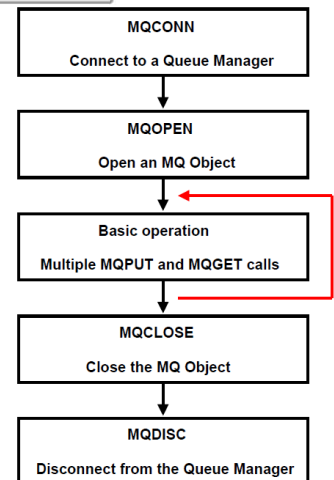 MQCONN
Connect to a Queue Manager
MQOPEN
Open an MQ Object
Basic operation
Multiple MQPUT and MQGET calls
MQCLOSE
Close the MQ Object
MQDISC
Disconnect from the Queue Manager